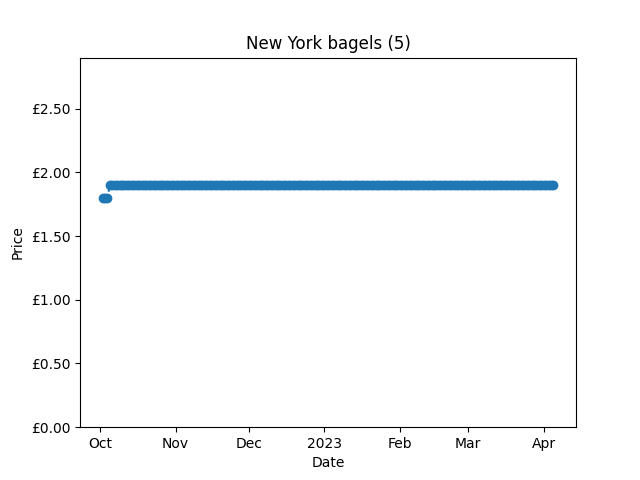 New York bagels (5)
£2.50
£2.00
£1.50
£1.00
£0.50
£0.00
Price
Oct Nov Dec 2023 Feb Mar Apr
Date